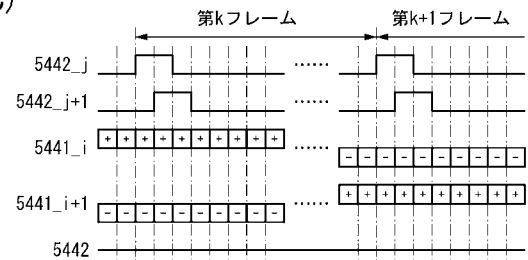 第kフレーム 第k+1フレーム
5442_j …… 
5442_j+1 ……
5441_i + + + + + + + + + + …… - - - - - - - - - -
5441_i+1 - - - - - - - - - - …… + + + + + + + + + +
5442